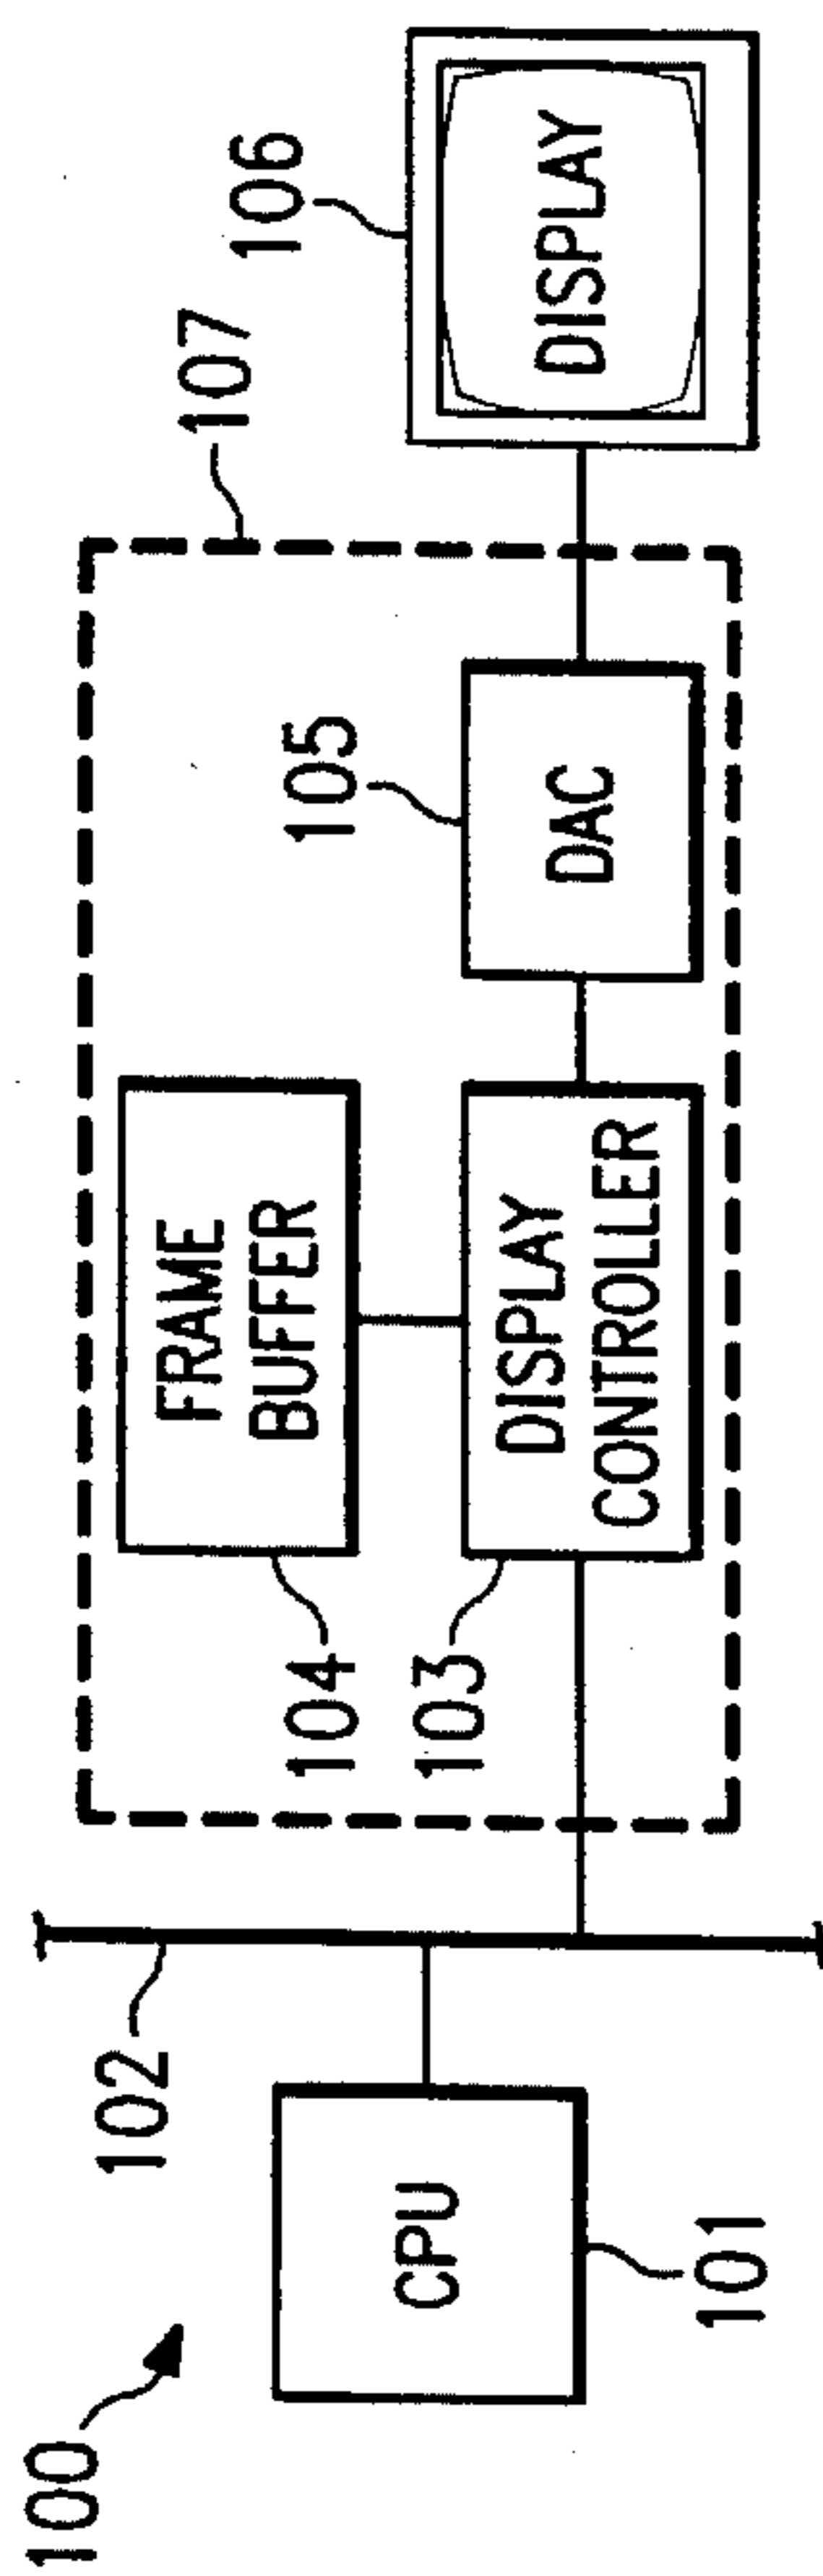 100
CPU
101
102
107
FRAME
BUFFER
104
103
DISPLAY
CONTROLLER
105
DAC
106
DISPLAY